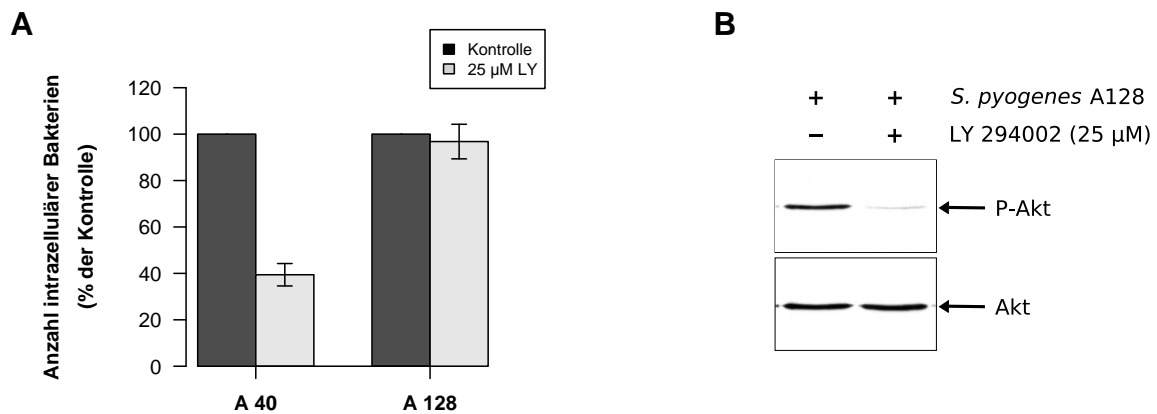 A
Kontrolle
25 µM LY
Anzahl intrazellulärer Bakterien
(% der Kontrolle)
120
100
80
60
40
20
0
A 40 A 128
B
+ + S. pyogenes A128
− + LY 294002 (25 µM)
P-Akt
Akt